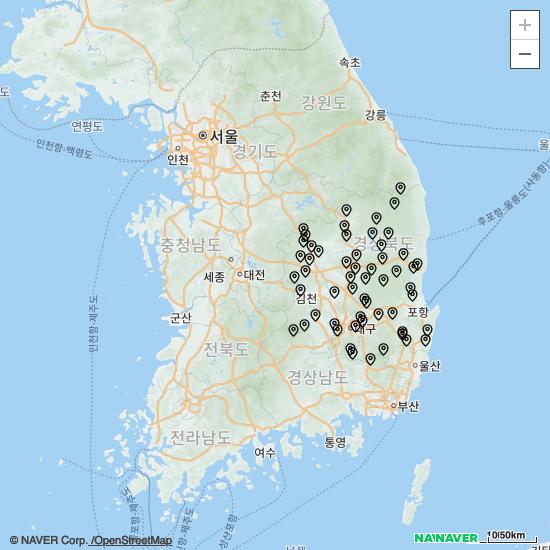 +
속초
춘천
강원도
연평도
강릉
서울
인천
경기도
인천항-백령도
울
후포항-울릉도(사동항)
충청남도
경상북도
세종
대전
김천
인천항-제주도
군산
포항
대구
전라북도
경상남도
울산
부산
전라남도
여수
통영
© NAVER Corp. /OpenStreetMap
NAVER
10/50km